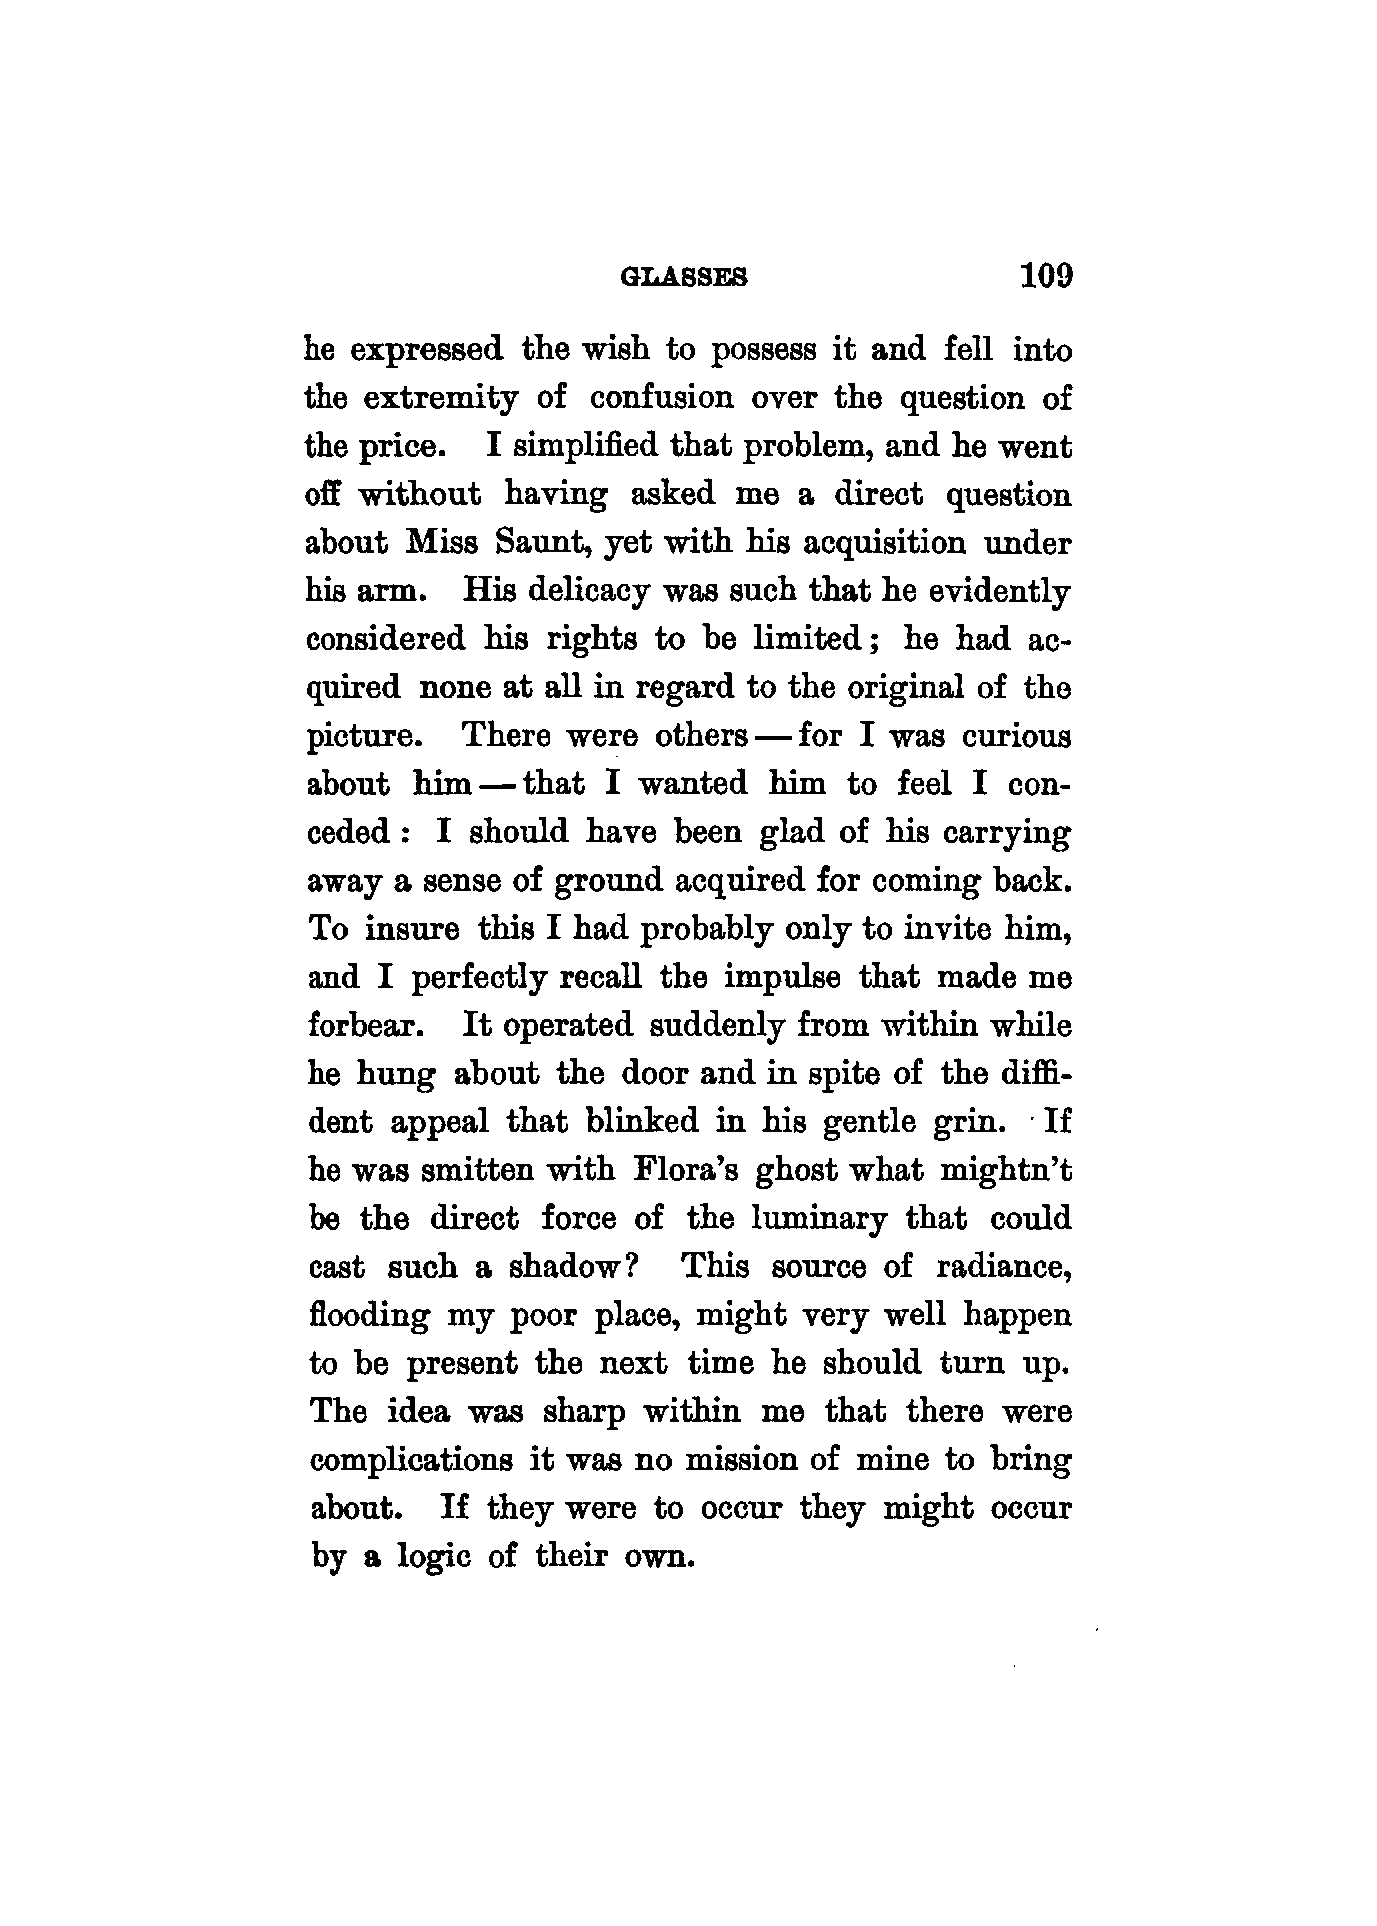 GLASSES 109
he expressed the wish to possess it and fell into
the extremity of confusion over the question of
the price. I simplified that problem, and he went
off without having asked me a direct question
about Miss Saunt, yet with his acquisition under
his arm. His delicacy was such that he evidently
considered his rights to be limited; he had ac-
quired none at all in regard to the original of the
picture. There were others — for I was curious
about him — that I wanted him to feel I con-
ceded : I should have been glad of his carrying
away a sense of ground acquired for coming back.
To insure this I had probably only to invite him,
and I perfectly recall the impulse that made me
forbear. It operated suddenly from within while
he hung about the door and in spite of the diffi-
dent appeal that blinked in his gentle grin. If
he was smitten with Flora's ghost what mightn't
be the direct force of the luminary that could
cast such a shadow? This source of radiance,
flooding my poor place, might very well happen
to be present the next time he should turn up.
The idea was sharp within me that there were
complications it was no mission of mine to bring
about. If they were to occur they might occur
by a logic of their own.